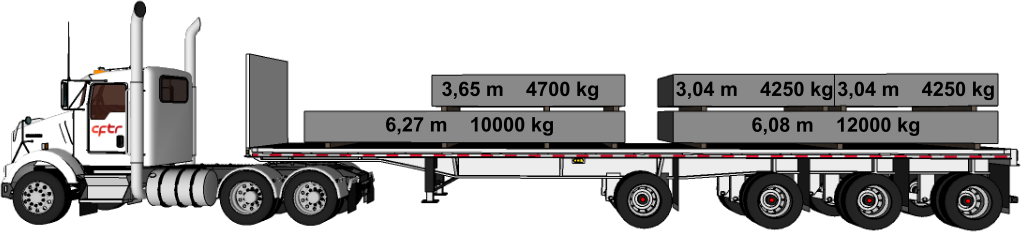 3,65 m 4700 kg
3,04 m 4250 kg 3,04 m 4250 kg
6,27 m 10000 kg
6,08 m 12000 kg
cftr